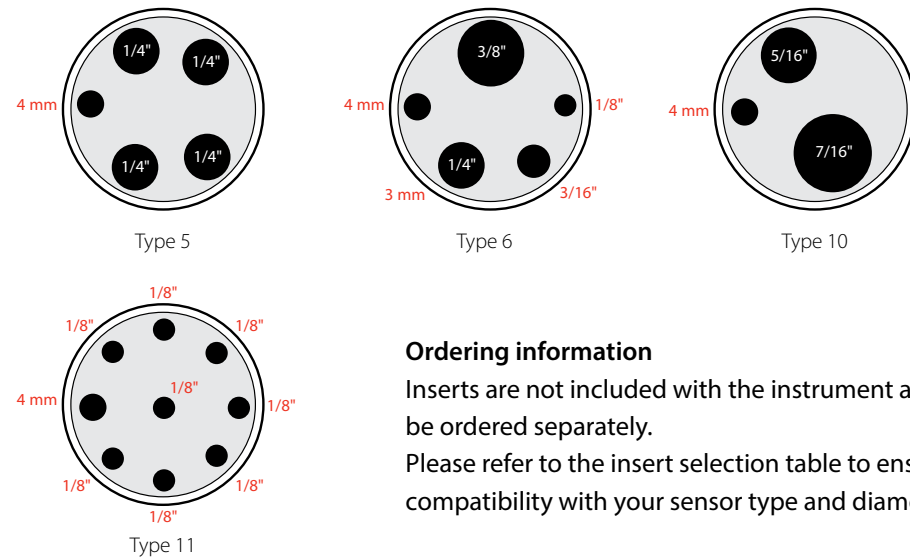 1/4"
1/4"
4 mm
1/4"
1/4"
Type 5
3/8"
4 mm
1/8"
1/4"
3 mm
3/16"
Type 6
5/16"
4 mm
7/16"
Type 10
1/8"
1/8"
1/8"
1/8"
4 mm
1/8"
1/8"
1/8"
1/8"
Type 11
Ordering information
Inserts are not included with the instrument a
be ordered separately.
Please refer to the insert selection table to ens
compatibility with your sensor type and diam